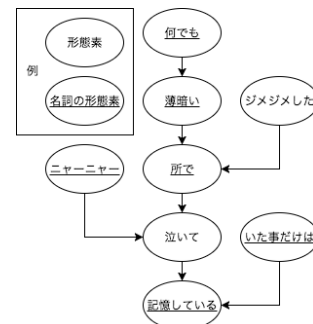 例
形態素
名詞の形態素
何でも
薄暗い
ジメジメした
ニャーニャー
所で
泣いて
いた事だけは
記憶している